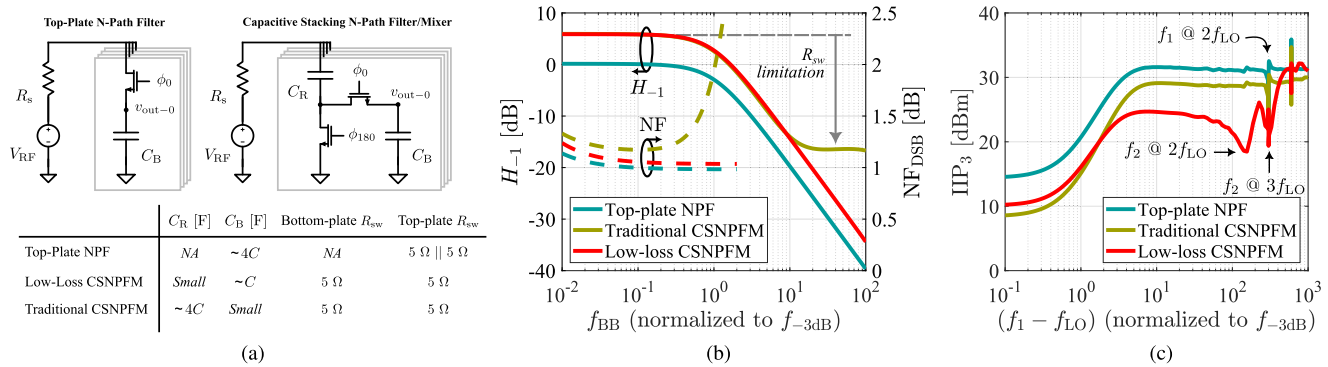 Top-Plate N-Path Filter
Capacitive Stacking N-Path Filter/Mixer
R_s
V_RF
ϕ_0
v_out−0
C_B
R_s
V_RF
C_R
ϕ_0
ϕ_180
v_out−0
C_B
C_R [F] C_B [F] Bottom-plate R_sw Top-plate R_sw
Top-Plate NPF NA ~4C NA 5 Ω || 5 Ω
Low-Loss CSNPFM Small ~C 5 Ω 5 Ω
Traditional CSNPFM ~4C Small 5 Ω 5 Ω
(a)
H_−1 [dB]
10
0
-10
-20
-30
-40
10^-2 10^-1 10^0 10^1 10^2
f_BB (normalized to f_−3dB)
NF_DSB [dB]
2.5
2
1.5
1
0.5
0
H_−1
NF
R_sw
limitation
Top-plate NPF
Traditional CSNPFM
Low-loss CSNPFM
(b)
IIP_3 [dBm]
40
30
20
10
0
10^-1 10^0 10^1 10^2 10^3
(f_1 − f_LO) (normalized to f_−3dB)
f_1 @ 2f_LO
f_2 @ 2f_LO
f_2 @ 3f_LO
Top-plate NPF
Traditional CSNPFM
Low-loss CSNPFM
(c)